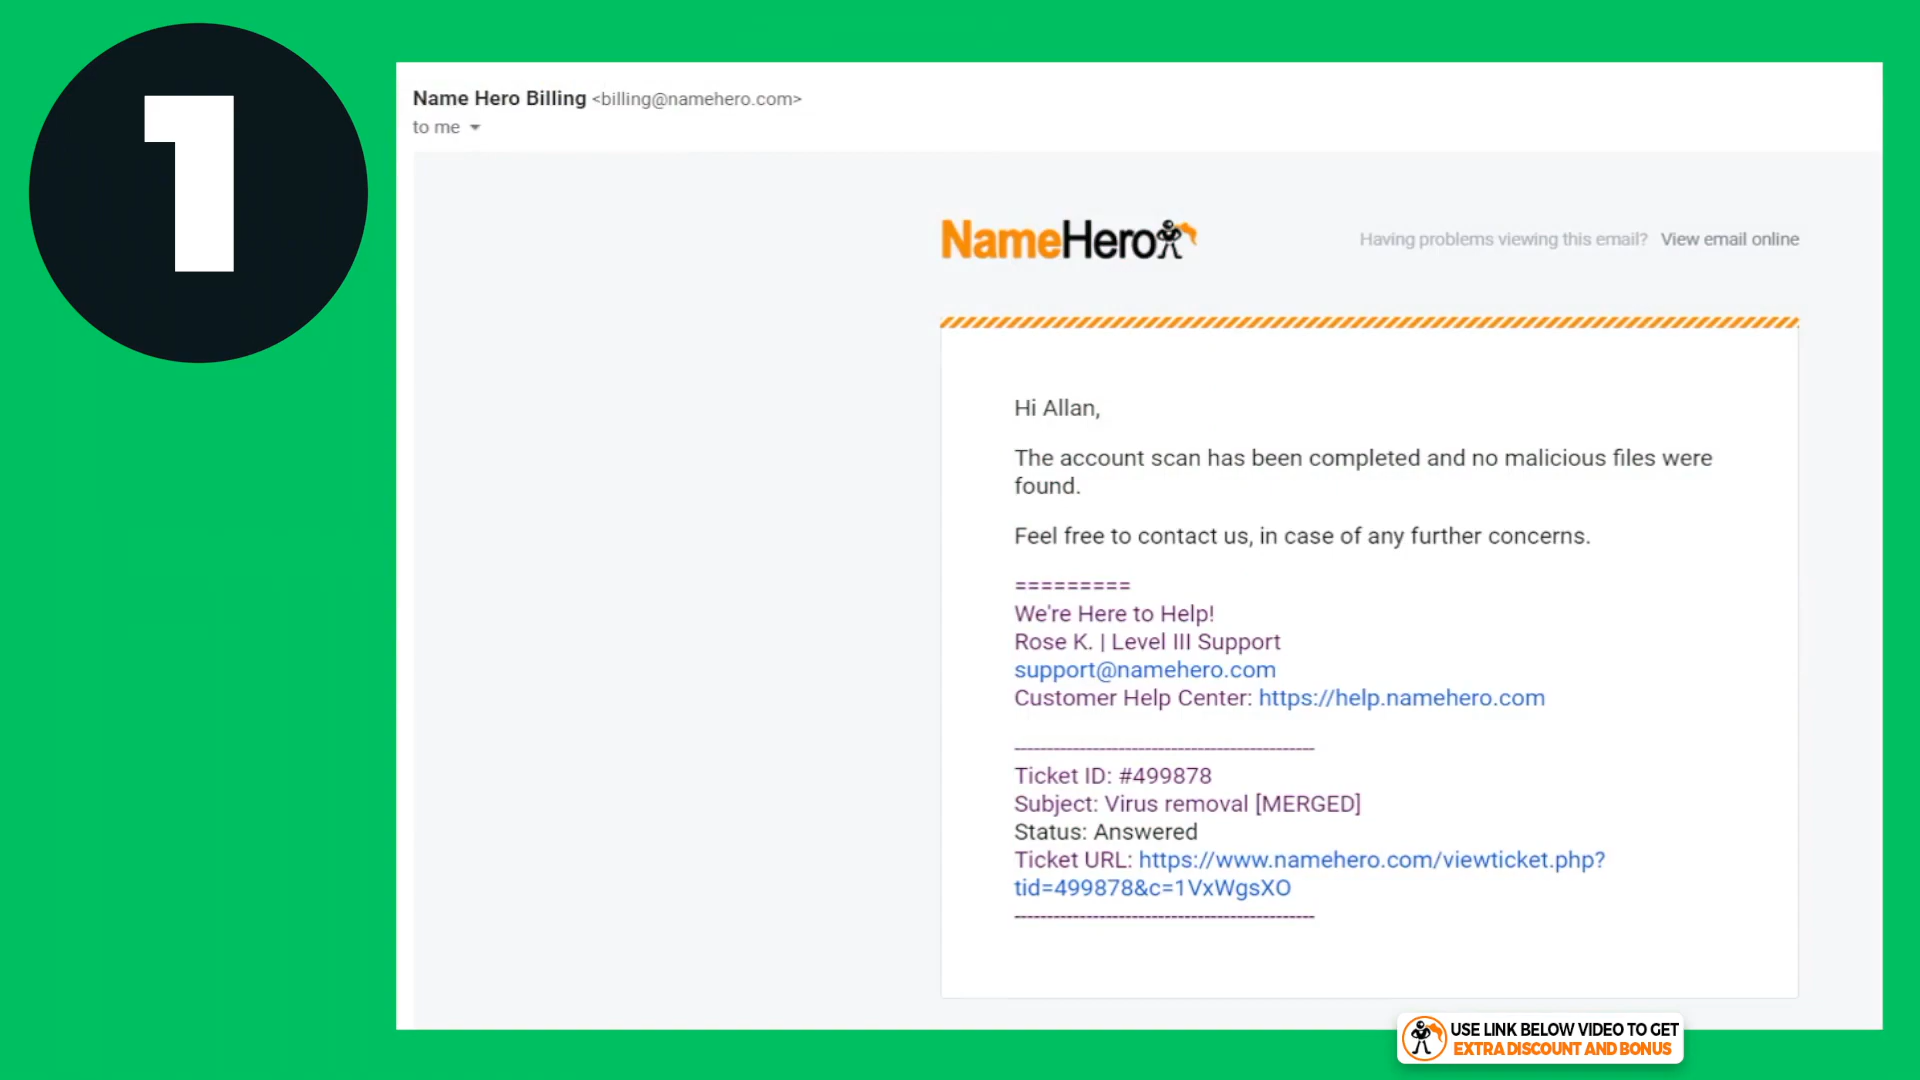 1
Name Hero Billing <billing@namehero.com>
to me
NameHero
Having problems viewing this email? View email online
Hi Allan,
The account scan has been completed and no malicious files were
found.
Feel free to contact us, in case of any further concerns.
=========
We're Here to Help!
Rose K. | Level III Support
support@namehero.com
Customer Help Center: https://help.namehero.com
----------------------------------------------
Ticket ID: #499878
Subject: Virus removal [MERGED]
Status: Answered
Ticket URL: https://www.namehero.com/viewticket.php?
tid=499878&c=1VxWgsXO
----------------------------------------------
USE LINK BELOW VIDEO TO GET
EXTRA DISCOUNT AND BONUS